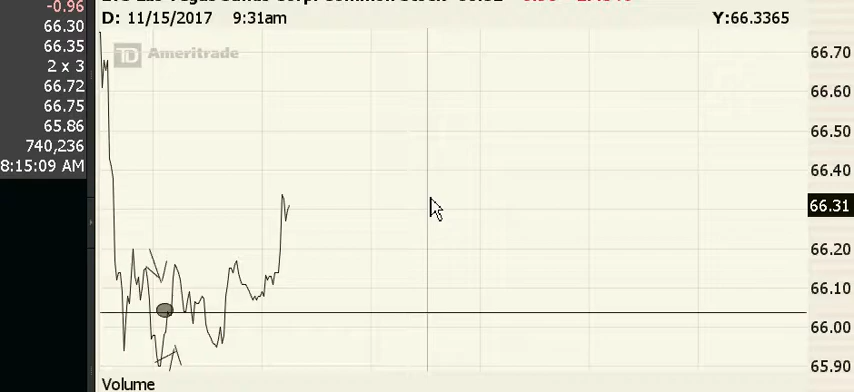 -0.96
66.30
66.35
2 x 3
66.72
66.75
65.86
740,236
8:15:09 AM
D: 11/15/2017 9:31am
Y:66.3365
TD Ameritrade
66.70
66.60
66.50
66.40
66.31
66.20
66.10
66.00
65.90
Volume